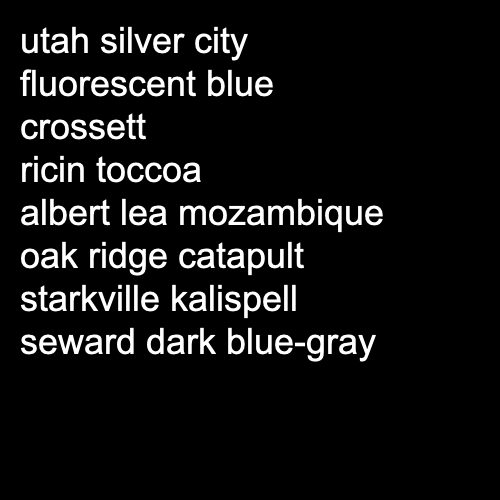 utah silver city
fluorescent blue
crossett
ricin toccoa
albert lea mozambique
oak ridge catapult
starkville kalispell
seward dark blue-gray